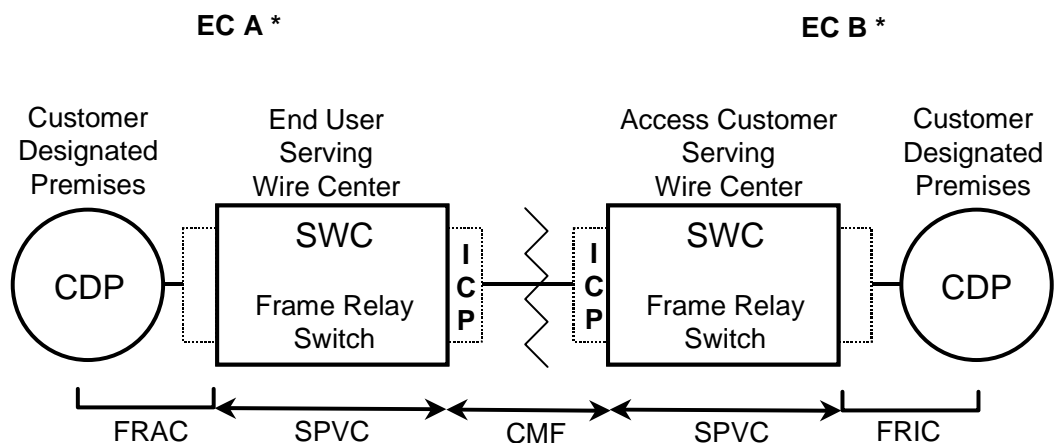 EC A *
EC B *
Customer
Designated
Premises
End User
Serving
Wire Center
Access Customer
Serving
Wire Center
Customer
Designated
Premises
CDP
SWC
Frame Relay
Switch
I
C
P
I
C
P
SWC
Frame Relay
Switch
CDP
FRAC
SPVC
CMF
SPVC
FRIC